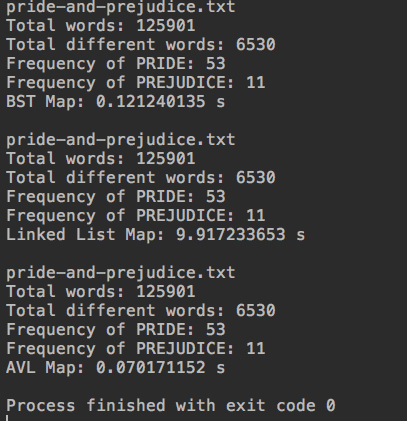 pride-and-prejudice.txt
Total words: 125901
Total different words: 6530
Frequency of PRIDE: 53
Frequency of PREJUDICE: 11
BST Map: 0.121240135 s
pride-and-prejudice.txt
Total words: 125901
Total different words: 6530
Frequency of PRIDE: 53
Frequency of PREJUDICE: 11
Linked List Map: 9.917233653 s
pride-and-prejudice.txt
Total words: 125901
Total different words: 6530
Frequency of PRIDE: 53
Frequency of PREJUDICE: 11
AVL Map: 0.070171152 s
Process finished with exit code 0